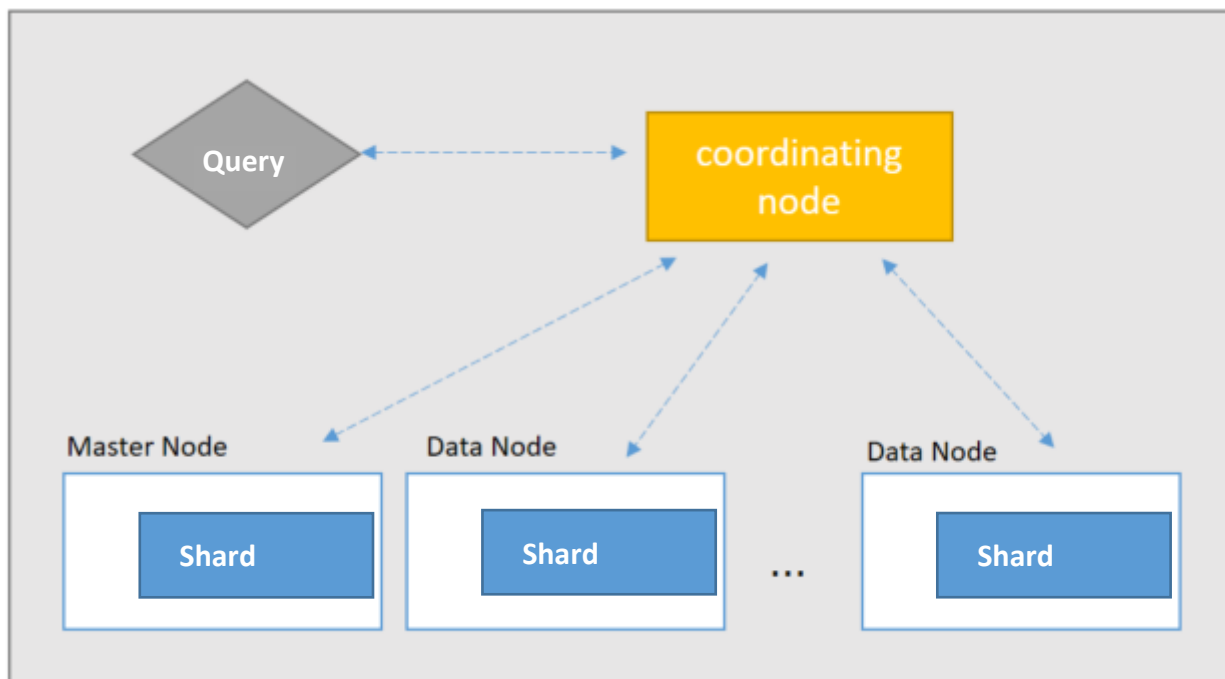 Query
coordinating
node
Master Node
Data Node
Data Node
Shard
Shard
...
Shard